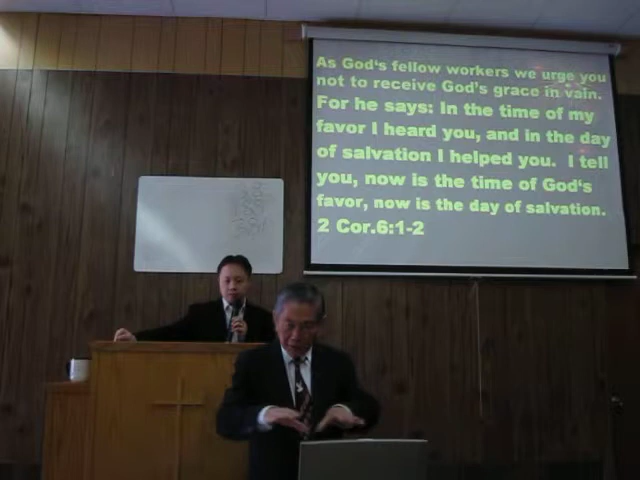 As God's fellow workers we urge you
not to receive God's grace in vain.
For he says: In the time of my
favor I heard you, and in the day
of salvation I helped you. I tell
you, now is the time of God's
favor, now is the day of salvation.
2 Cor.6:1-2